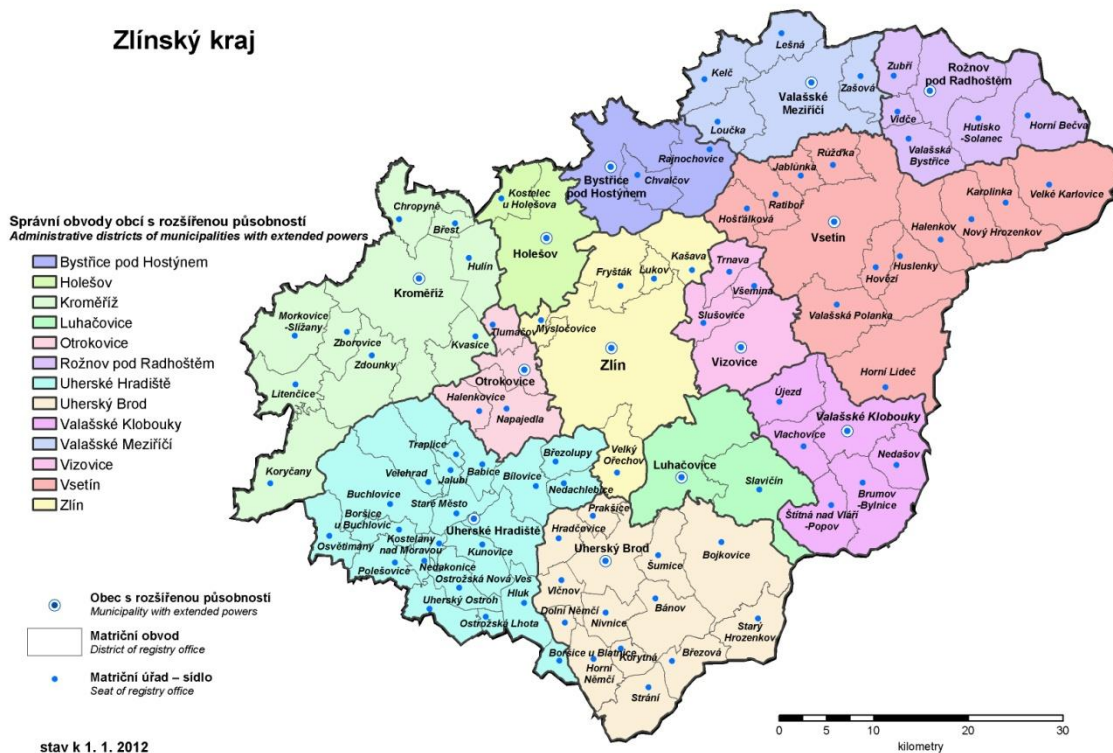 Zlínský kraj
Správní obvody obcí s rozšířenou působností
Administrative districts of municipalities with extended powers
Bystřice pod Hostýnem
Holešov
Kroměříž
Luhačovice
Otrokovice
Rožnov pod Radhoštěm
Uherské Hradiště
Uherský Brod
Valašské Klobouky
Valašské Meziříčí
Vizovice
Vsetín
Zlín
Obec s rozšířenou působností
Municipality with extended powers
Matriční obvod
District of registry office
Matriční úřad – sídlo
Seat of registry office
stav k 1. 1. 2012
Lešná
Kelč
Valašské
Meziříčí
Zašová
Loučka
Zubří
Rožnov
pod Radhoštěm
Vidče
Hutisko
-Solanec
Horní Bečva
Valašská
Bystřice
Rajnochovice
Bystřice
pod Hostýnem
Chvalčov
Jablůnka
Růžďka
Ratiboř
Hošťálková
Vsetín
Karolinka
Velké Karlovice
Halenkov
Nový Hrozenkov
Huslenky
Hovězí
Valašská Polanka
Horní Lideč
Kostelec
u Holešova
Holešov
Chropyně
Břest
Hulín
Kroměříž
Morkovice
-Slížany
Zborovice
Zdounky
Kvasice
Litenčice
Koryčany
Kašava
Fryšták
Lukov
Mysločovice
Zlín
Velký
Ořechov
Trnava
Všemina
Slušovice
Vizovice
Tlumačov
Otrokovice
Halenkovice
Napajedla
Újezd
Valašské Klobouky
Vlachovice
Nedašov
Brumov
-Bylnice
Štítná nad Vláří
-Popov
Luhačovice
Slavičín
Traplice
Babice
Březolupy
Velehrad
Jalubí
Bílovice
Nedachlebice
Buchlovice
Staré Město
Boršice
u Buchlovic
Uherské Hradiště
Osvětimany
Kostelany
nad Moravou
Kunovice
Polešovice
Nedakonice
Ostrožská Nová Ves
Uherský Ostroh
Hluk
Ostrožská Lhota
Boršice u Blatnice
Prakšice
Hradčovice
Uherský Brod
Šumice
Bojkovice
Vlčnov
Bánov
Dolní Němčí
Nivnice
Starý
Hrozenkov
Korytná
Březová
Horní
Němčí
Strání
0
10
20
30
kilometry